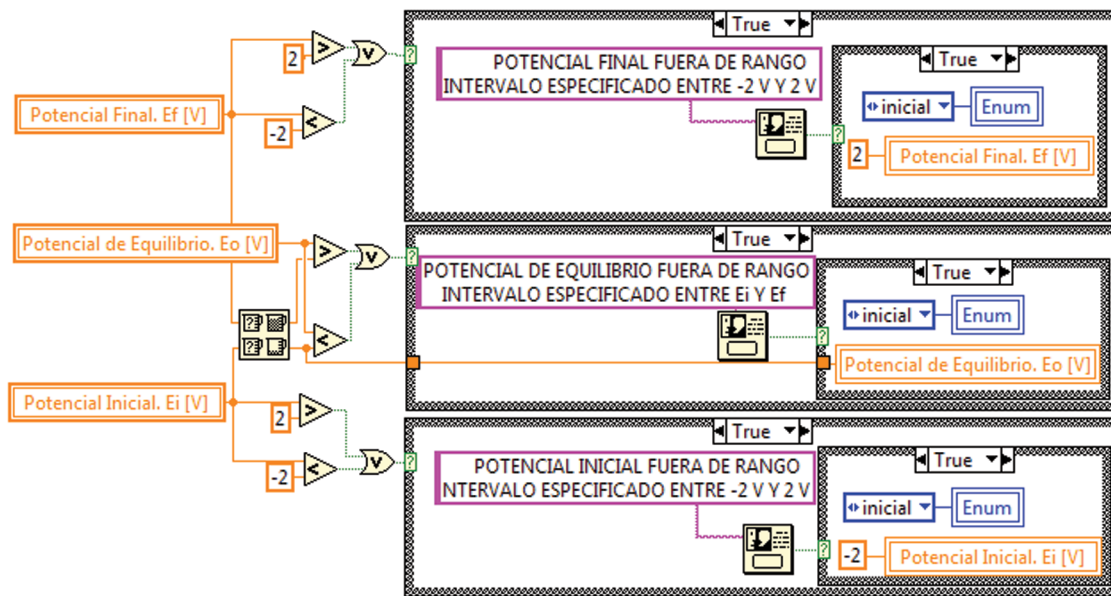 True
2
>
v
?
POTENCIAL FINAL FUERA DE RANGO
INTERVALO ESPECIFICADO ENTRE -2 V Y 2 V
True
inicial
Enum
?
2
Potencial Final. Ef [V]
Potencial Final. Ef [V]
-2
<
True
Potencial de Equilibrio. Eo [V]
>
v
?
POTENCIAL DE EQUILIBRIO FUERA DE RANGO
INTERVALO ESPECIFICADO ENTRE Ei Y Ef
True
inicial
Enum
?
?
?
<
Potencial de Equilibrio. Eo [V]
Potencial Inicial. Ei [V]
2
>
True
v
?
-2
<
POTENCIAL INICIAL FUERA DE RANGO
NTERVALO ESPECIFICADO ENTRE -2 V Y 2 V
True
inicial
Enum
?
-2
Potencial Inicial. Ei [V]